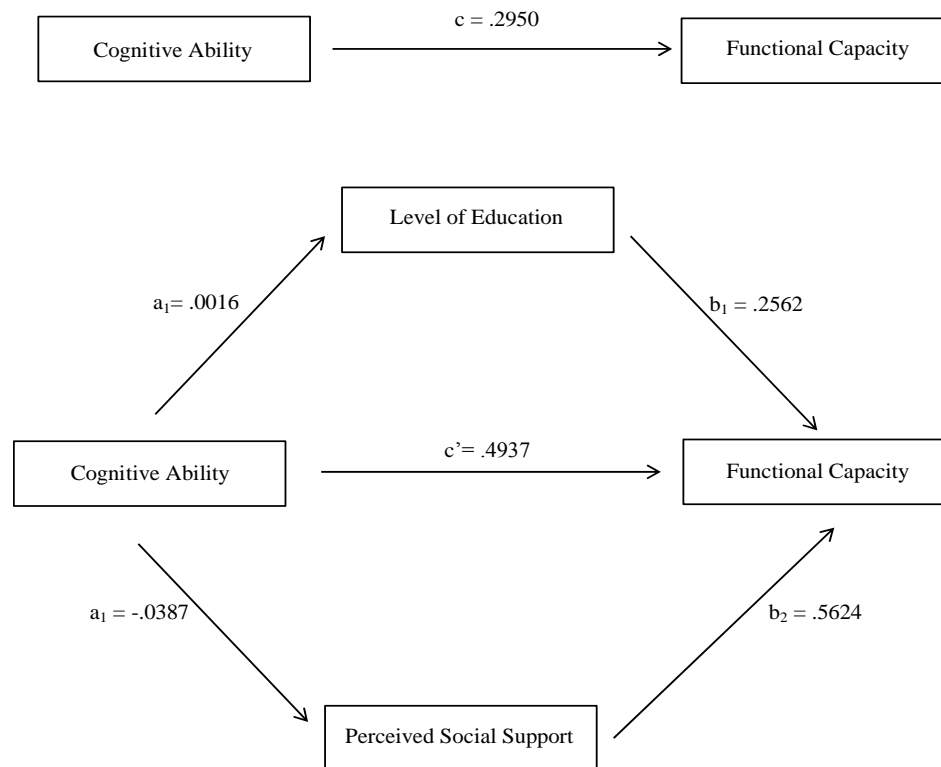 c = .2950
Cognitive Ability
Functional Capacity
Level of Education
a₁= .0016
b₁ = .2562
c’= .4937
Cognitive Ability
Functional Capacity
a₁ = -.0387
b₂ = .5624
Perceived Social Support